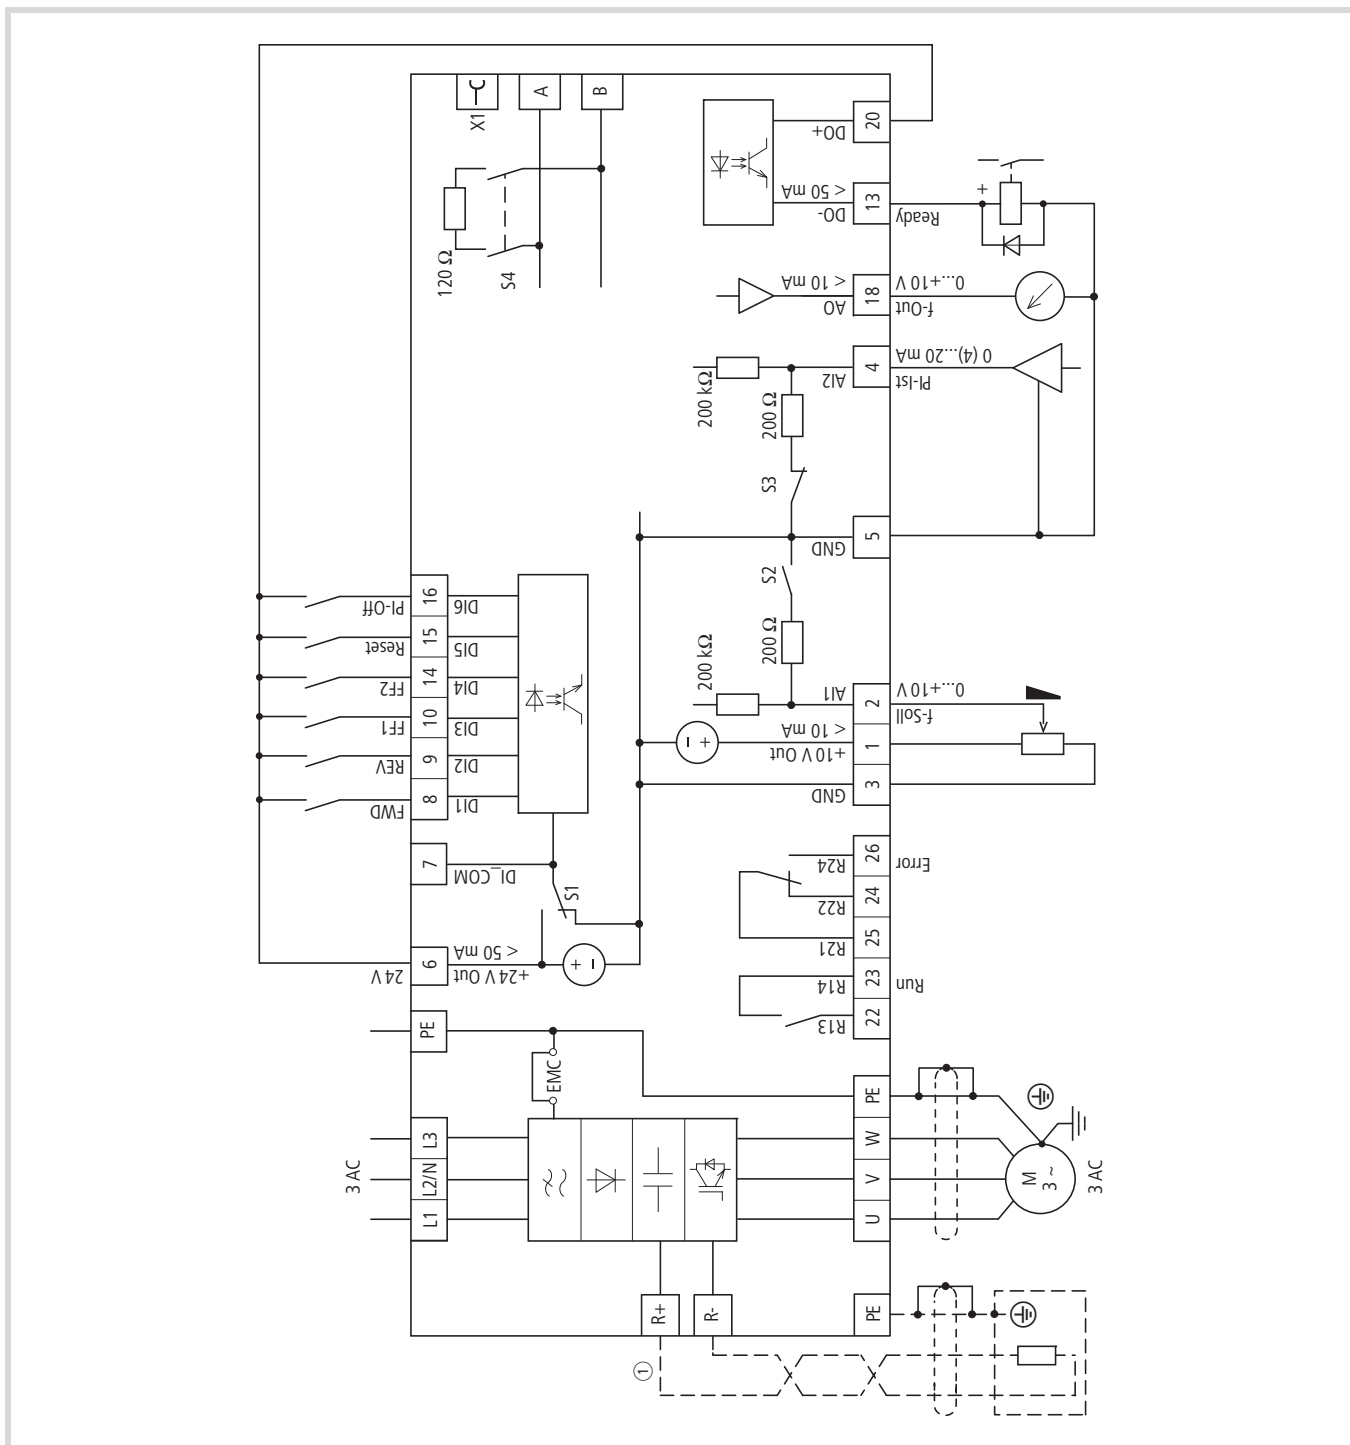 X1
A
B
20
DO+
120 Ω
S4
< 50 mA
DO-
13
Ready
+
< 10 mA
AO
18
0...+10 V
f-Out
200 kΩ
AI2
4
0 (4)...20 mA
PI-Ist
200 Ω
S3
GND
5
S2
200 Ω
200 kΩ
AI1
2
0...+10 V
f-Soll
< 10 mA
+10 V Out
1
- +
GND
3
PI-Off
16
DI6
Reset
15
DI5
FF2
14
DI4
FF1
10
DI3
REV
9
DI2
FWD
8
DI1
7
DI_COM
S1
24 V
6
< 50 mA
+24 V Out
+ -
R24
26
Error
R22
24
R21
25
R14
23
Run
R13
22
PE
EMC
PE
3 AC
L3
L2/N
L1
W
V
U
M
3 ~
3 AC
R+
R-
PE
1